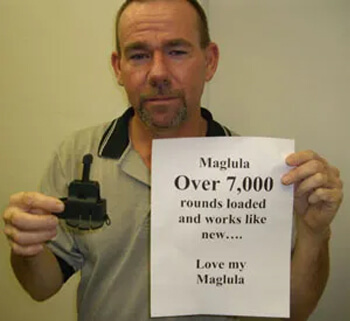 Maglula
Over 7,000
rounds loaded
and works like
new....
Love my
Maglula